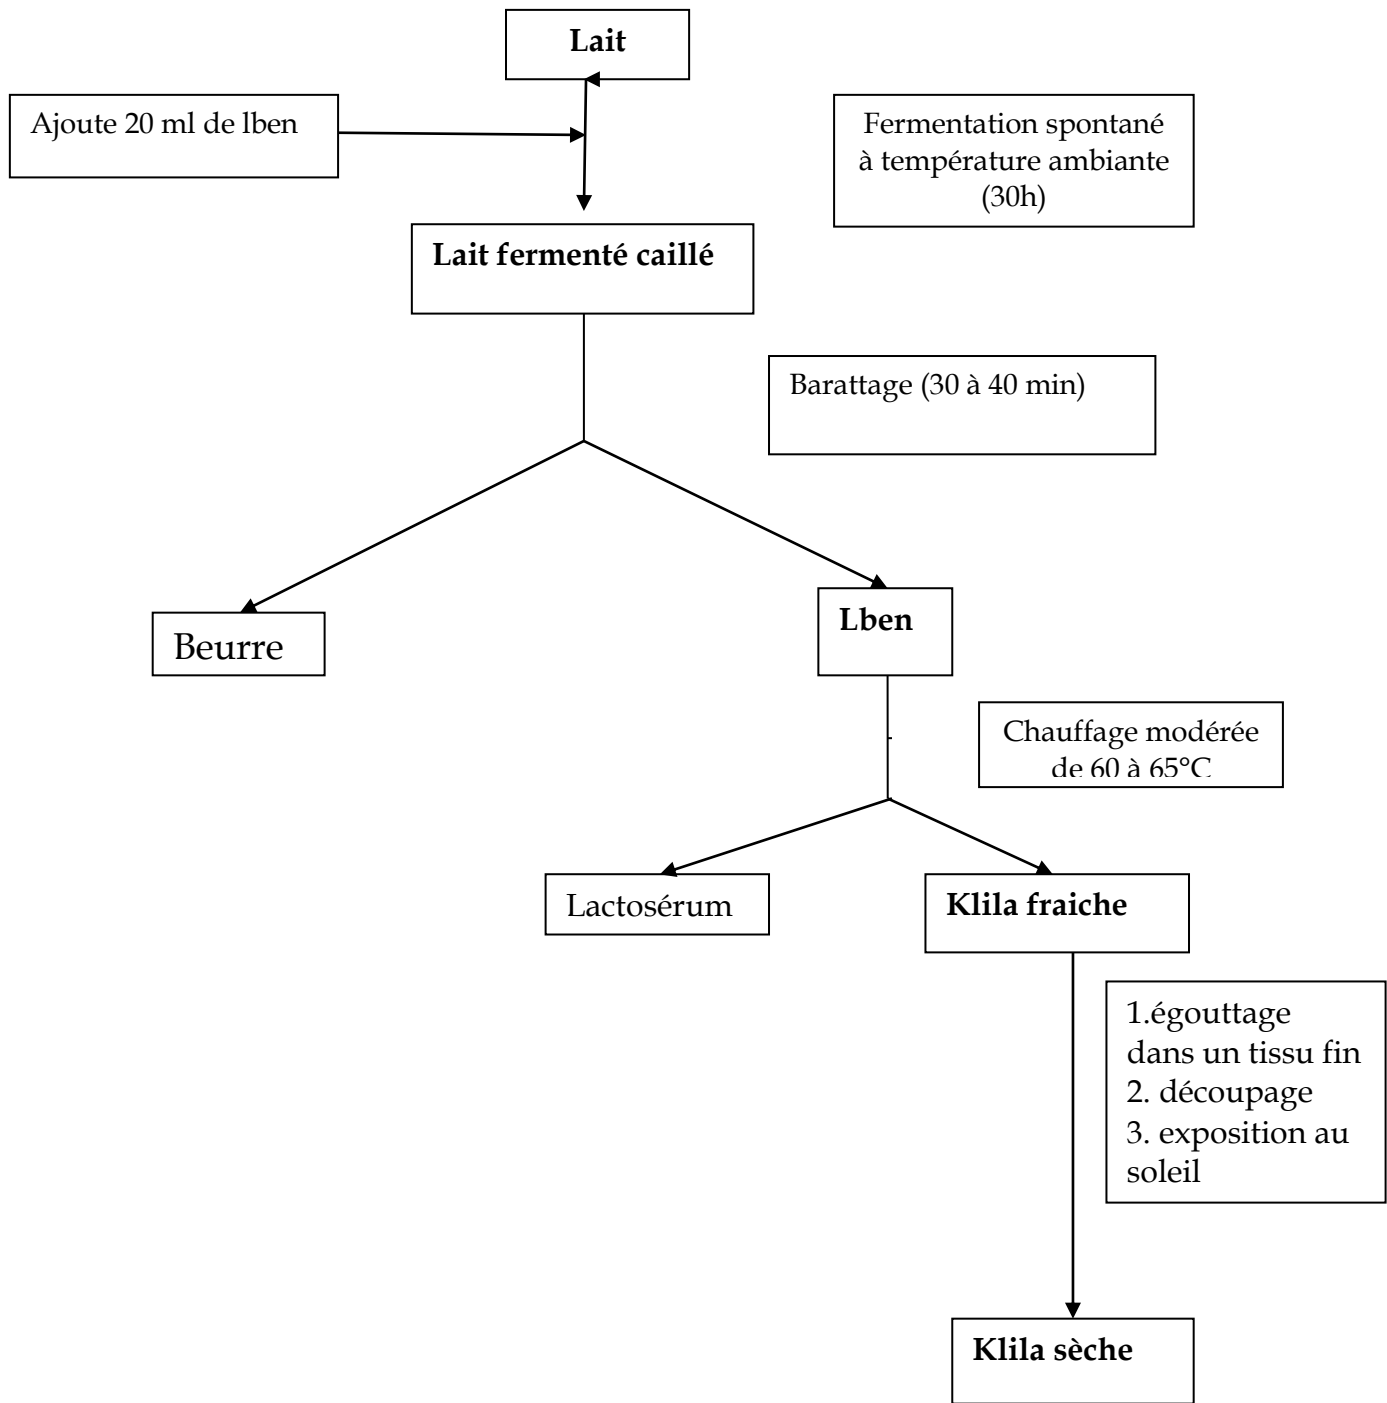 Lait
Ajoute 20 ml de lben
Fermentation spontané
à température ambiante
(30h)
Lait fermenté caillé
Barattage (30 à 40 min)
Beurre
Lben
Chauffage modérée
de 60 à 65°C
Lactosérum
Klila fraiche
1.égouttage
dans un tissu fin
2. découpage
3. exposition au
soleil
Klila sèche